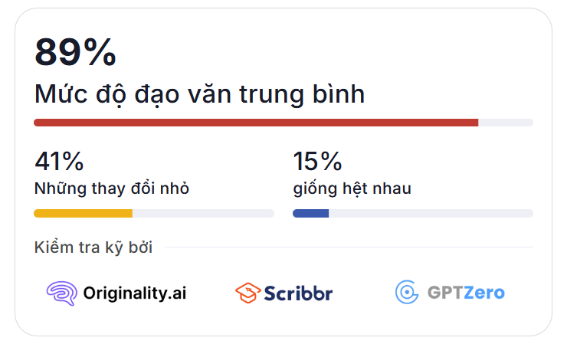 89%
Mức độ đạo văn trung bình
41%
Những thay đổi nhỏ
15%
giống hệt nhau
Kiểm tra kỹ bởi
Originality.ai
Scribbr
GPTZero